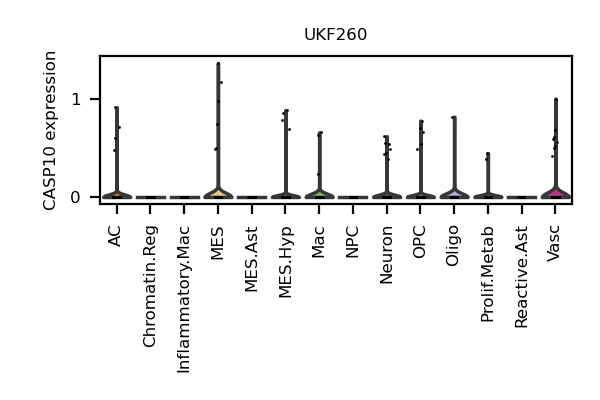 UKF260
CASP10 expression
1
0
AC
Chromatin.Reg
Inflammatory.Mac
MES
MES.Ast
MES.Hyp
Mac
NPC
Neuron
OPC
Oligo
Prolif.Metab
Reactive.Ast
Vasc